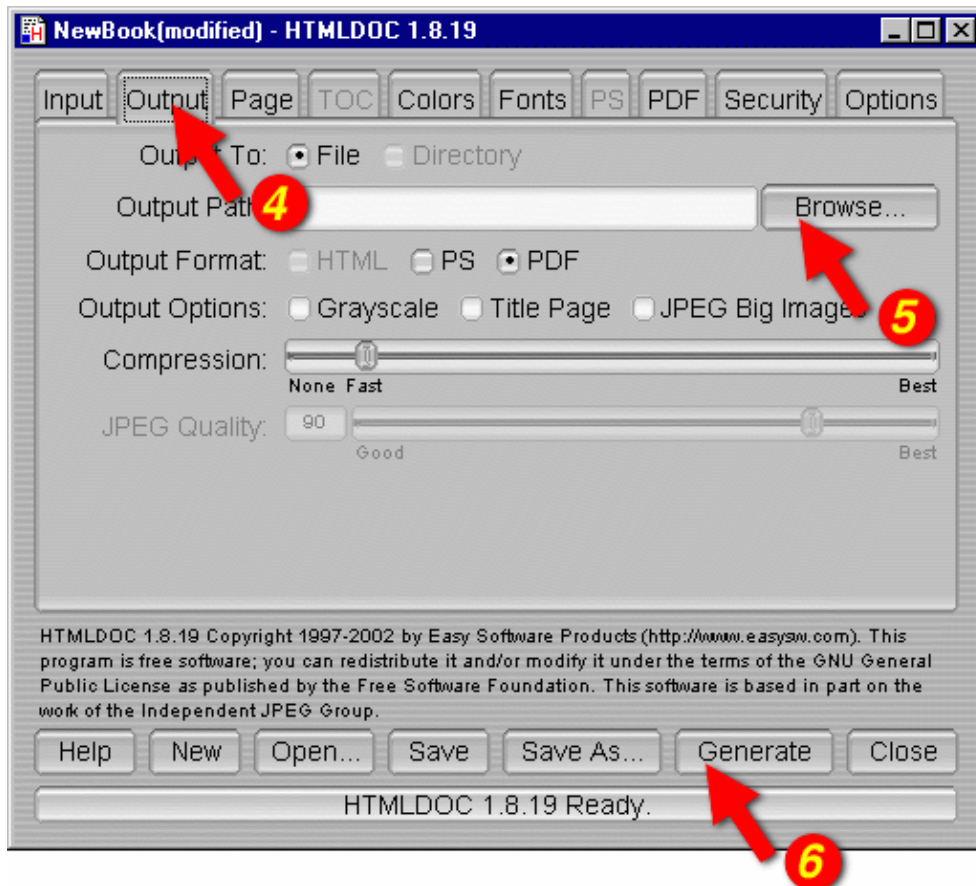 NewBook(modified) - HTMLDOC 1.8.19
Input Output Page TOC Colors Fonts PS PDF Security Options
Output To: File Directory
4
Output Path Browse...
Output Format: HTML PS PDF
5
Output Options: Grayscale Title Page JPEG Big Images
Compression:
None Fast Best
JPEG Quality: 90
Good Best
HTMLDOC 1.8.19 Copyright 1997-2002 by Easy Software Products (http://www.easysw.com). This
program is free software; you can redistribute it and/or modify it under the terms of the GNU General
Public License as published by the Free Software Foundation. This software is based in part on the
work of the Independent JPEG Group.
Help New Open... Save Save As... Generate Close
HTMLDOC 1.8.19 Ready.
6